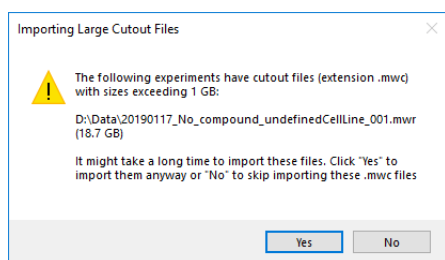 Importing Large Cutout Files
The following experiments have cutout files (extension .mwc)
with sizes exceeding 1 GB:
D:\Data\20190117_No_compound_undefinedCellLine_001.mwr
(18.7 GB)
It might take a long time to import these files. Click "Yes" to
import them anyway or "No" to skip importing these .mwc files
Yes
No